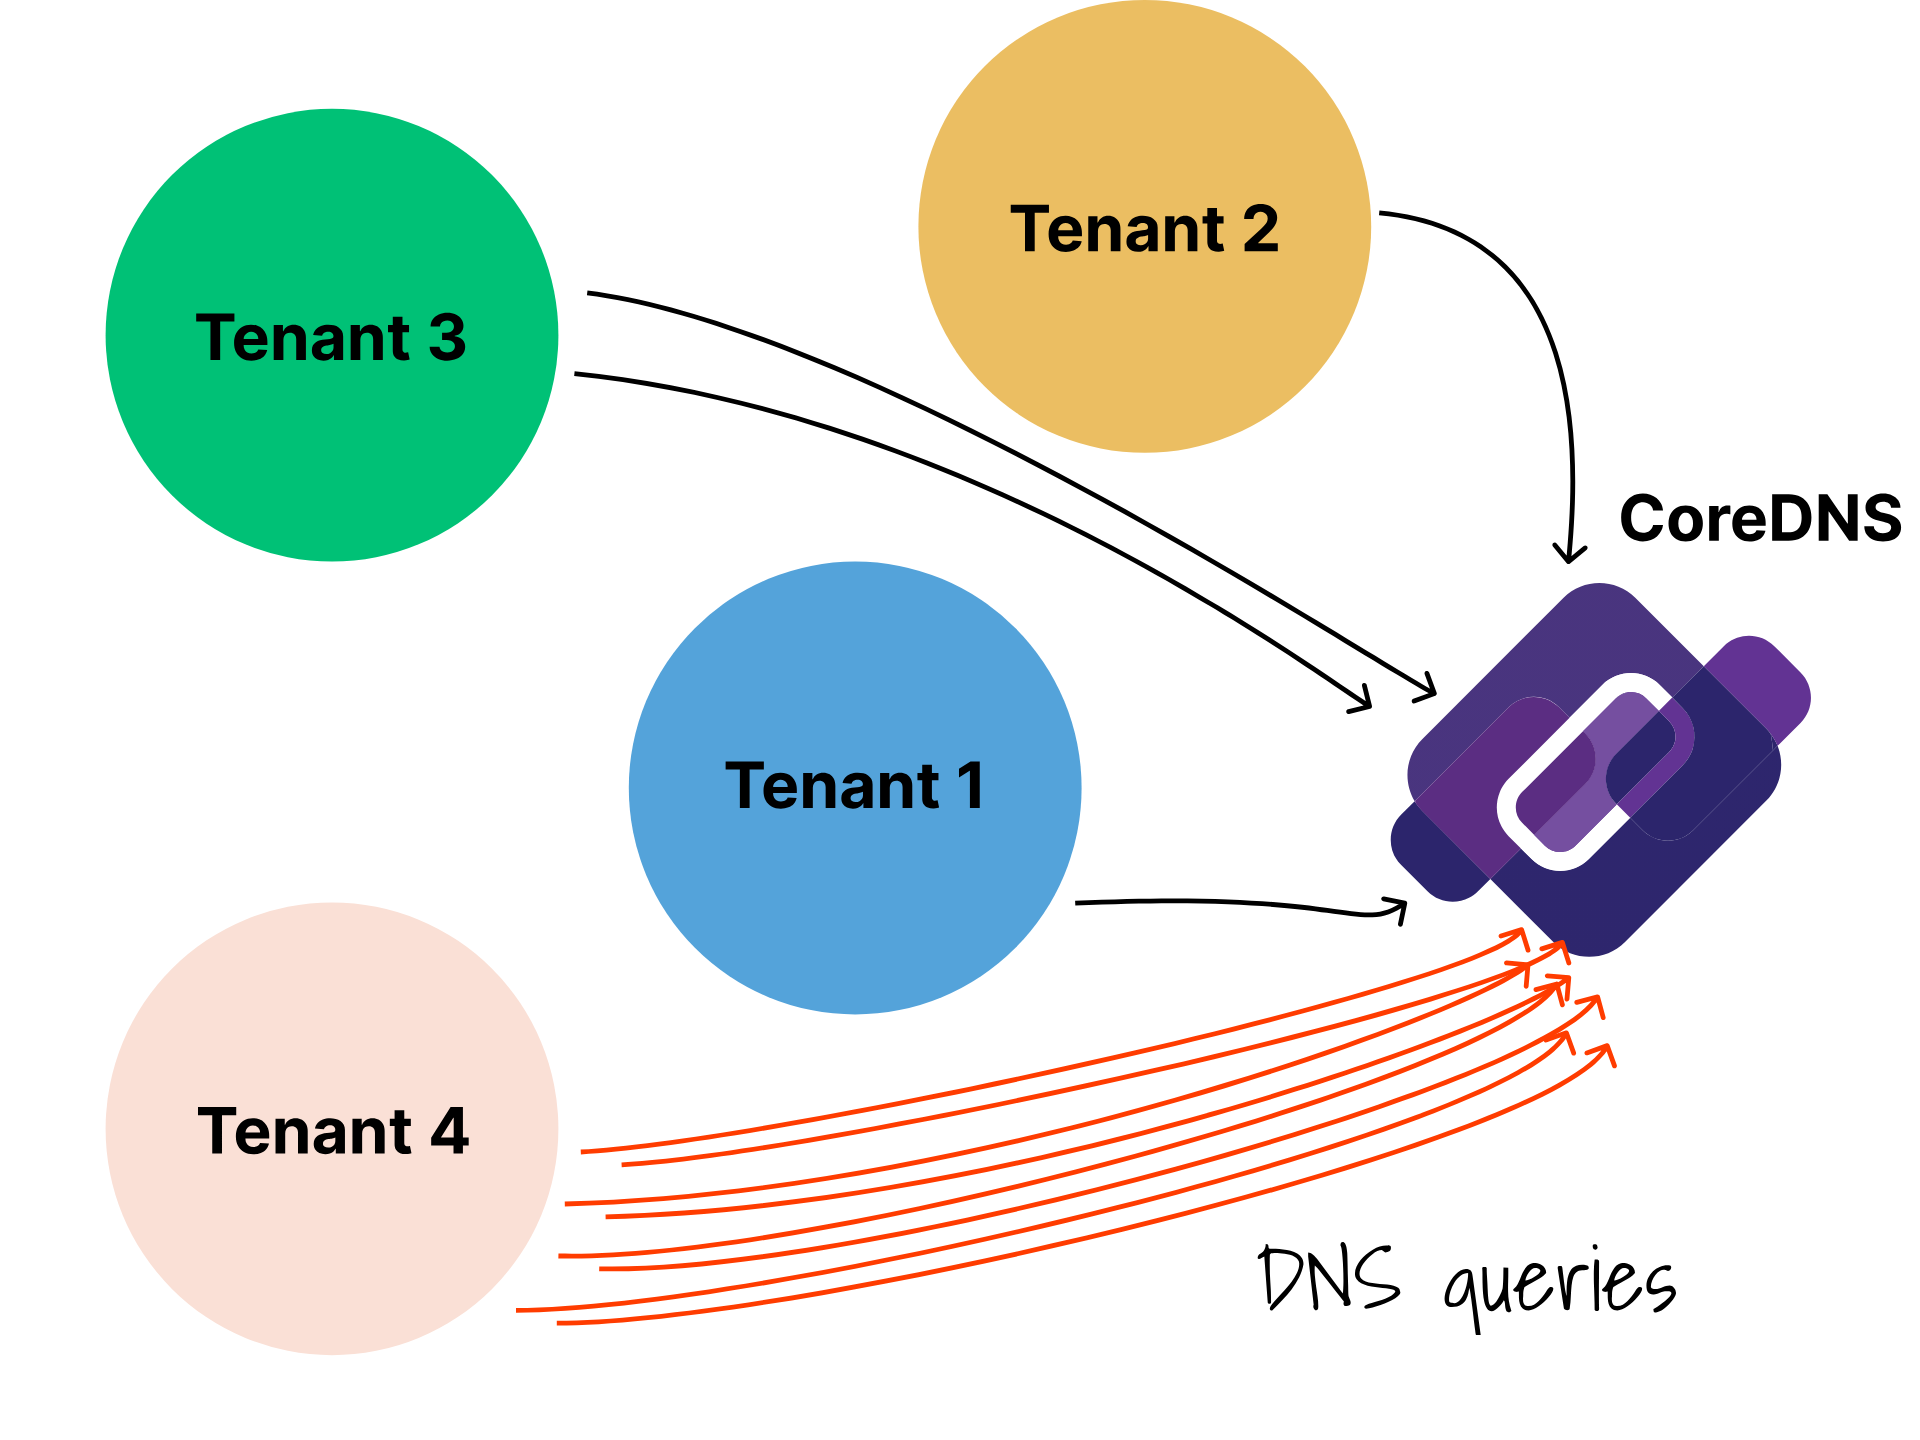 Tenant 2
Tenant 3
CoreDNS
Tenant 1
Tenant 4
DNS queries